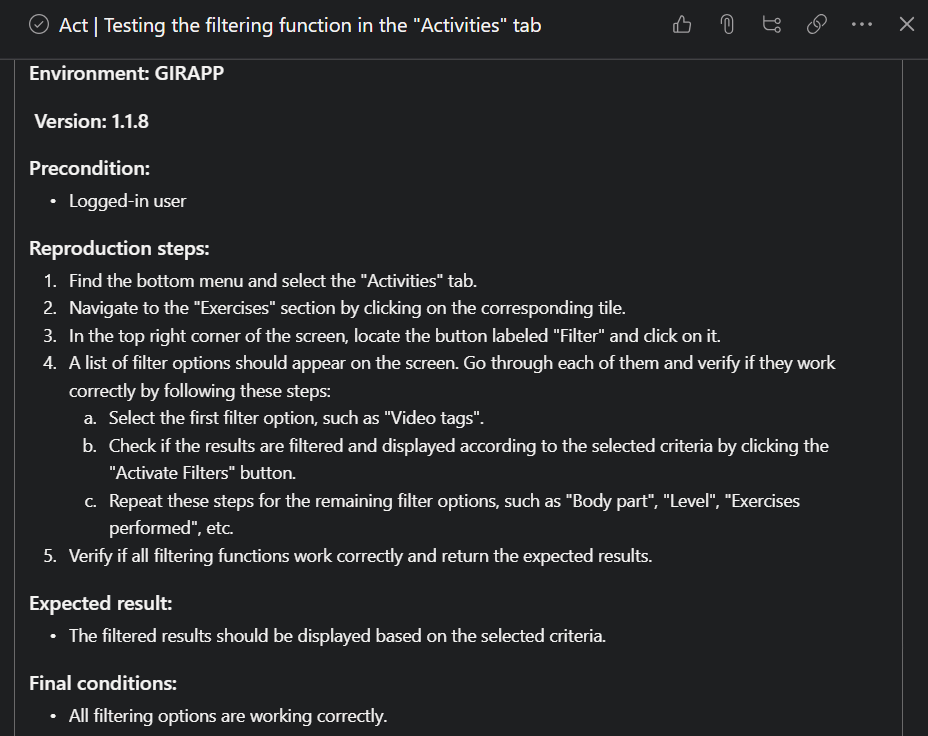 Act | Testing the filtering function in the "Activities" tab
Environment: GIRAPP
Version: 1.1.8
Precondition:
• Logged-in user
Reproduction steps:
1. Find the bottom menu and select the "Activities" tab.
2. Navigate to the "Exercises" section by clicking on the corresponding tile.
3. In the top right corner of the screen, locate the button labeled "Filter" and click on it.
4. A list of filter options should appear on the screen. Go through each of them and verify if they work
correctly by following these steps:
a. Select the first filter option, such as "Video tags".
b. Check if the results are filtered and displayed according to the selected criteria by clicking the
"Activate Filters" button.
c. Repeat these steps for the remaining filter options, such as "Body part", "Level", "Exercises
performed", etc.
5. Verify if all filtering functions work correctly and return the expected results.
Expected result:
• The filtered results should be displayed based on the selected criteria.
Final conditions:
• All filtering options are working correctly.